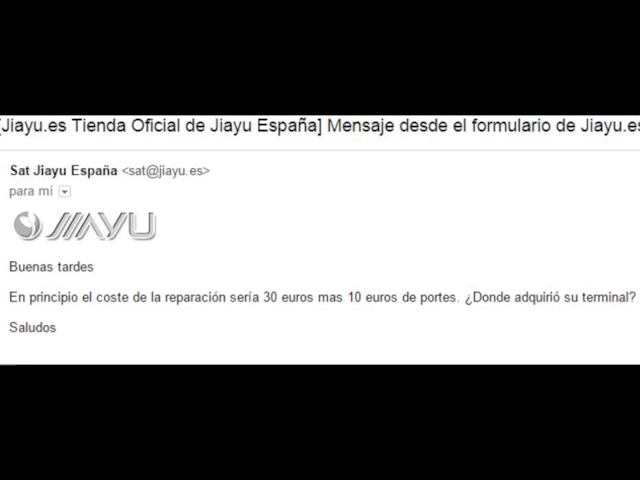 [Jiayu.es Tienda Oficial de Jiayu España] Mensaje desde el formulario de Jiayu.es
Sat Jiayu España <sat@jiayu.es>
para mí
JIAYU
Buenas tardes
En principio el coste de la reparación sería 30 euros mas 10 euros de portes. ¿Donde adquirió su terminal?
Saludos